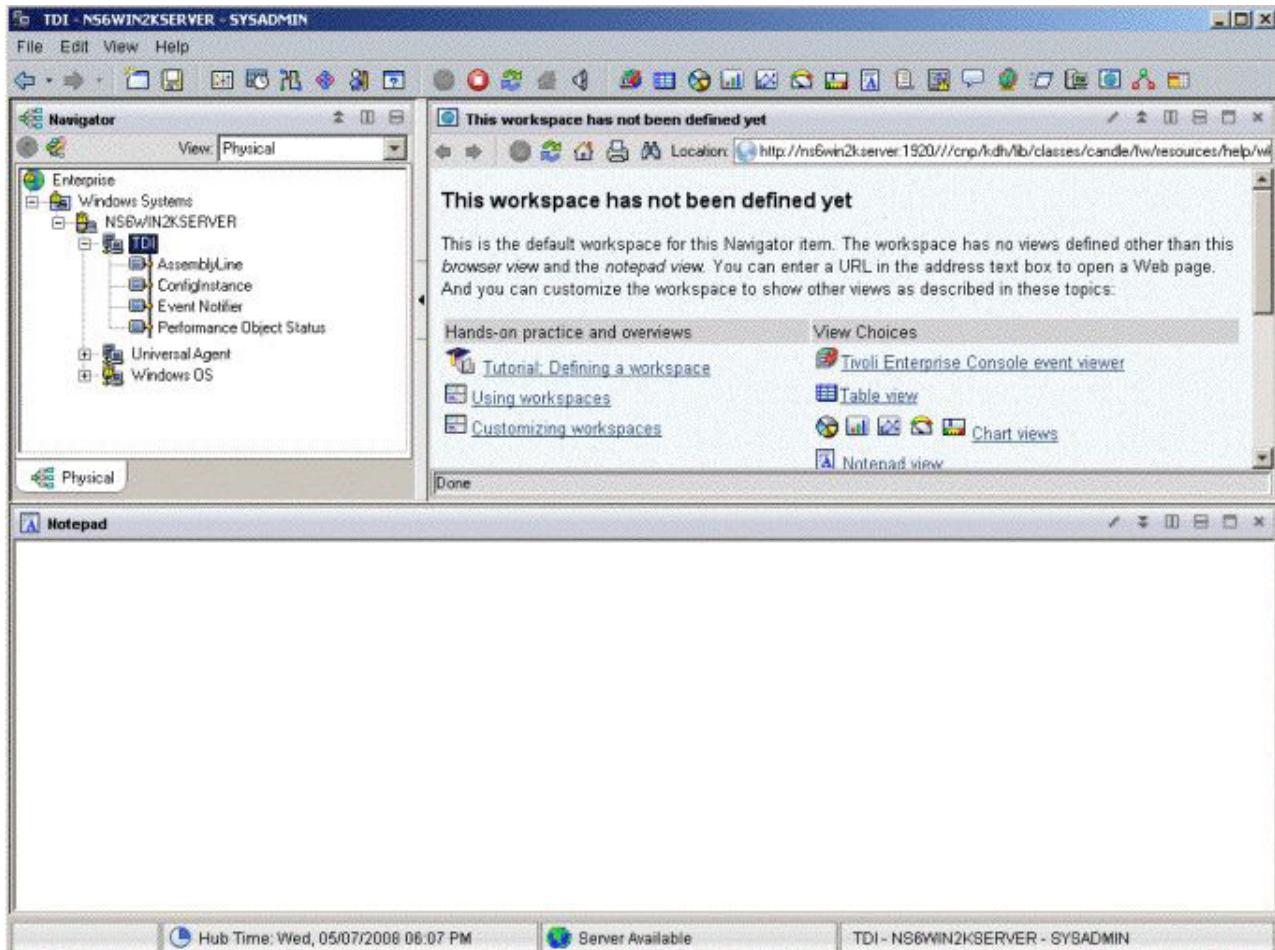 TDI - NS6WIN2KSERVER - SYSADMIN
File Edit View Help
Navigator
View: Physical
Enterprise
Windows Systems
NS6WIN2KSERVER
TDI
AssemblyLine
ConfigInstance
Event Notifier
Performance Object Status
Universal Agent
Windows OS
Physical
This workspace has not been defined yet
Location: http://ns6win2kserver:1920///cnp/kdh/lib/classes/candle/fw/resources/help/wi
This workspace has not been defined yet
This is the default workspace for this Navigator item. The workspace has no views defined other than this
browser view and the notepad view. You can enter a URL in the address text box to open a Web page.
And you can customize the workspace to show other views as described in these topics:
Hands-on practice and overviews
View Choices
Tutorial: Defining a workspace
Tivoli Enterprise Console event viewer
Using workspaces
Table view
Customizing workspaces
Chart views
Notepad view
Done
Notepad
Hub Time: Wed, 05/07/2008 06:07 PM
Server Available
TDI - NS6WIN2KSERVER - SYSADMIN